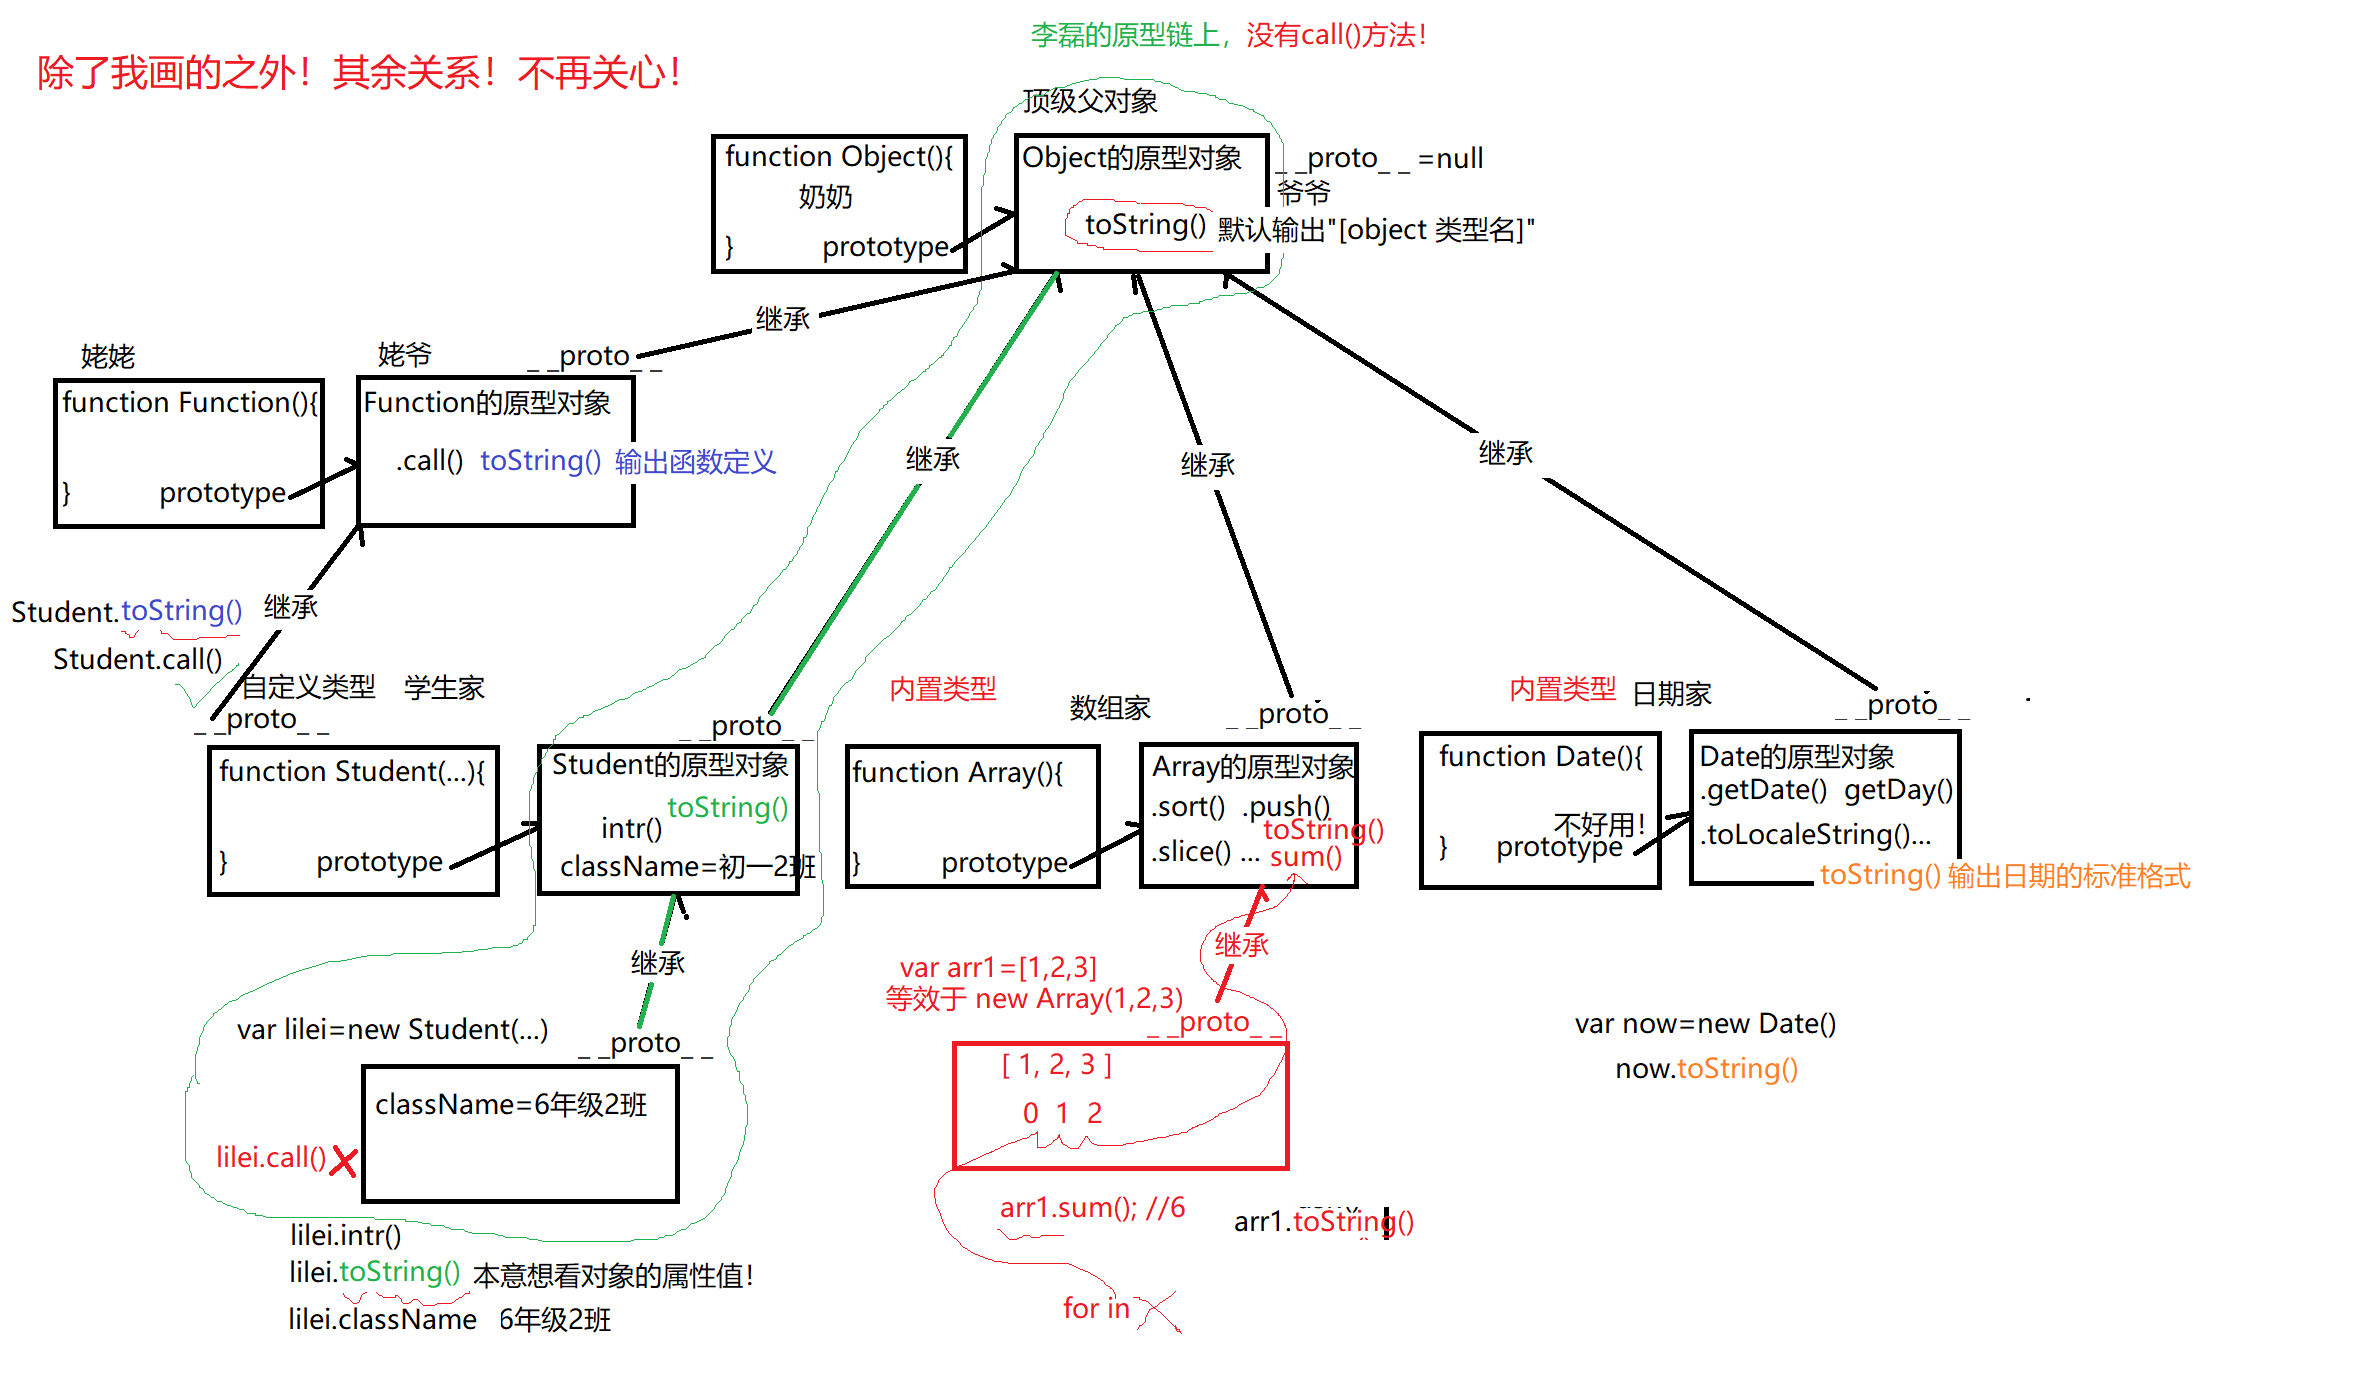 李磊的原型链上，没有call()方法！
除了我画的之外！其余关系！不再关心！
顶级父对象
function Object(){
奶奶
} prototype
Object的原型对象
toString()
_ _proto_ _ =null
爷爷
默认输出"[object 类型名]"
继承
姥姥
姥爷
_ _proto_ _
function Function(){
} prototype
Function的原型对象
.call() toString() 输出函数定义
继承
继承
继承
Student.toString()
继承
Student.call()
自定义类型 学生家
_ _proto_ _
function Student(...){
} prototype
_ _proto_ _
Student的原型对象
toString()
intr()
className=初一2班
内置类型
数组家
_ _proto_ _
function Array(){
} prototype
Array的原型对象
.sort() .push()
toString()
.slice() ... sum()
内置类型 日期家
_ _proto_ _
function Date(){
不好用！
} prototype
Date的原型对象
.getDate() getDay()
.toLocaleString()...
toString() 输出日期的标准格式
继承
var lilei=new Student(...)
_ _proto_ _
className=6年级2班
lilei.call()
lilei.intr()
lilei.toString() 本意想看对象的属性值！
lilei.className 6年级2班
继承
var arr1=[1,2,3]
等效于 new Array(1,2,3)
_ _proto_ _
[ 1, 2, 3 ]
0 1 2
arr1.sum(); //6
arr1.toString()
for in
var now=new Date()
now.toString()